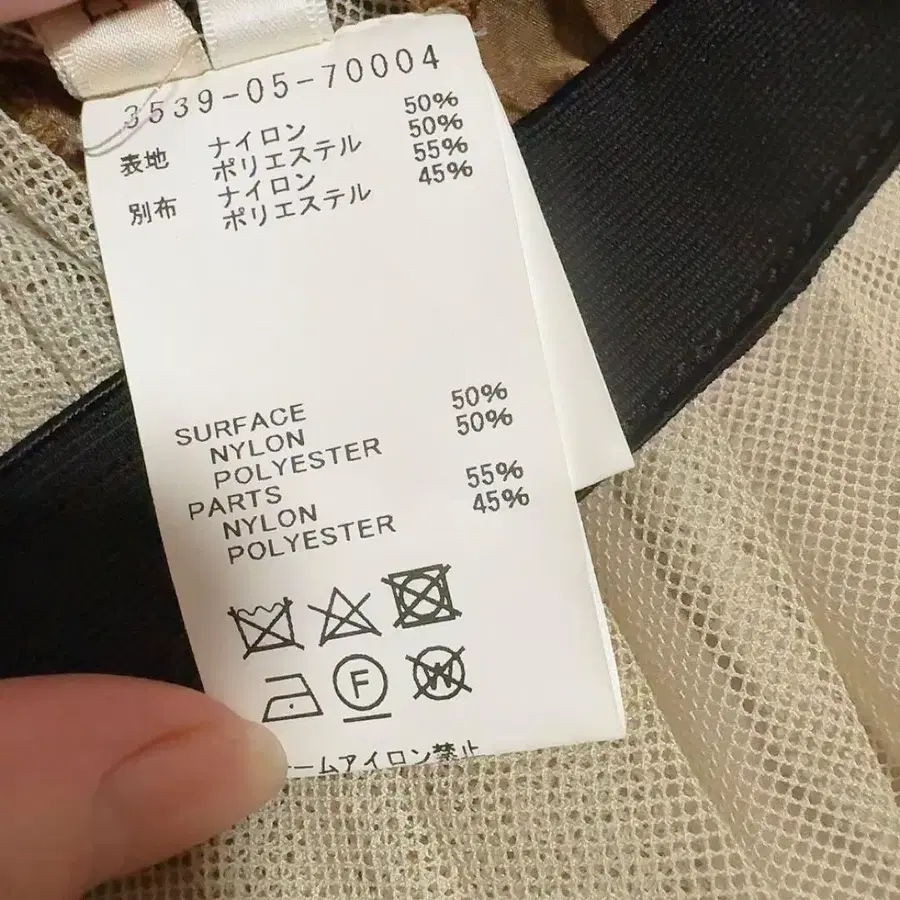 3539-05-70004
表地 ナイロン 50%
ポリエステル 50%
別布 ナイロン 55%
ポリエステル 45%
SURFACE
NYLON 50%
POLYESTER 50%
PARTS
NYLON 55%
POLYESTER 45%
F
W
ームアイロン禁止